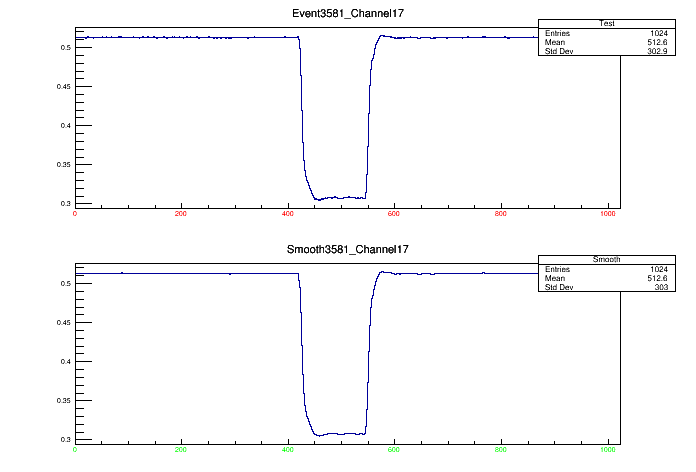 Event3581_Channel17
Test
Entries 1024
Mean 512.6
Std Dev 302.9
0.5
0.45
0.4
0.35
0.3
0 200 400 600 800 1000
Smooth3581_Channel17
Smooth
Entries 1024
Mean 512.6
Std Dev 303
0.5
0.45
0.4
0.35
0.3
0 200 400 600 800 1000